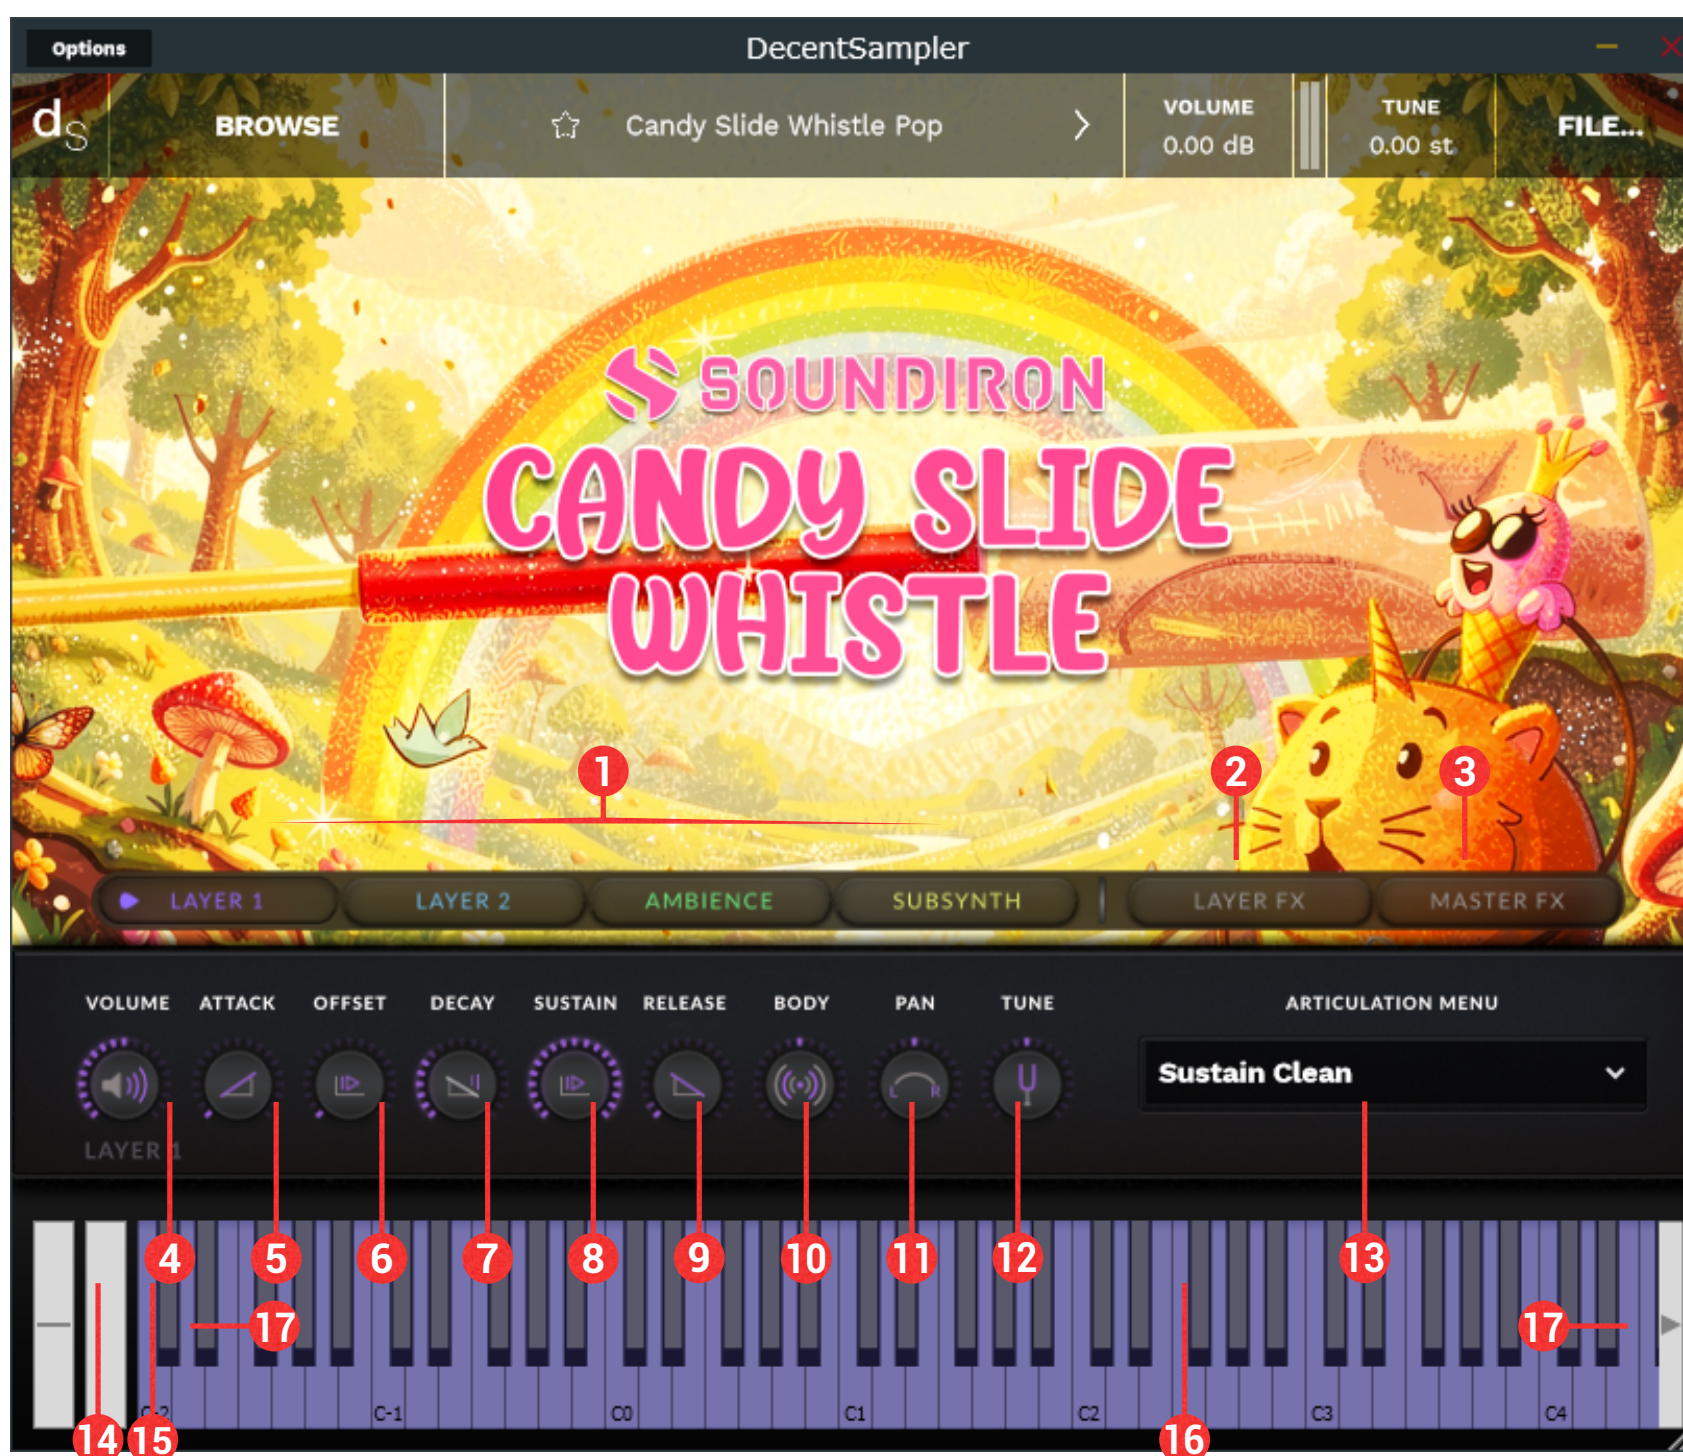 Options
DecentSampler
ds
BROWSE
Candy Slide Whistle Pop
VOLUME
0.00 dB
TUNE
0.00 st
FILE...
SOUNDIRON
CANDY SLIDE
WHISTLE
1
2
3
LAYER 1
LAYER 2
AMBIENCE
SUBSYNTH
LAYER FX
MASTER FX
VOLUME
ATTACK
OFFSET
DECAY
SUSTAIN
RELEASE
BODY
PAN
TUNE
ARTICULATION MENU
L R
Sustain Clean
LAYER 1
4
5
6
7
8
9
10
11
12
13
17
17
C-2
C-1
C0
C1
C2
C3
C4
14
15
16